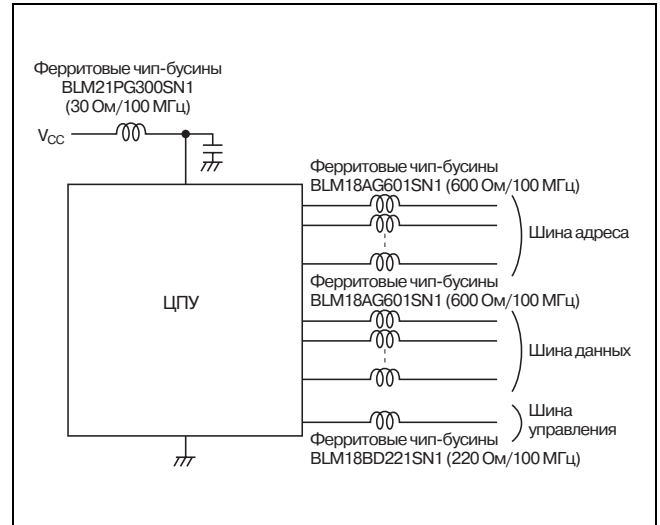 Ферритовые чип-бусины
BLM21PG300SN1
(30 Ом/100 МГц)
VCC
Ферритовые чип-бусины
BLM18AG601SN1 (600 Ом/100 МГц)
Шина адреса
Ферритовые чип-бусины
BLM18AG601SN1 (600 Ом/100 МГц)
ЦПУ
Шина данных
Шина
управления
Ферритовые чип-бусины
BLM18BD221SN1 (220 Ом/100 МГц)